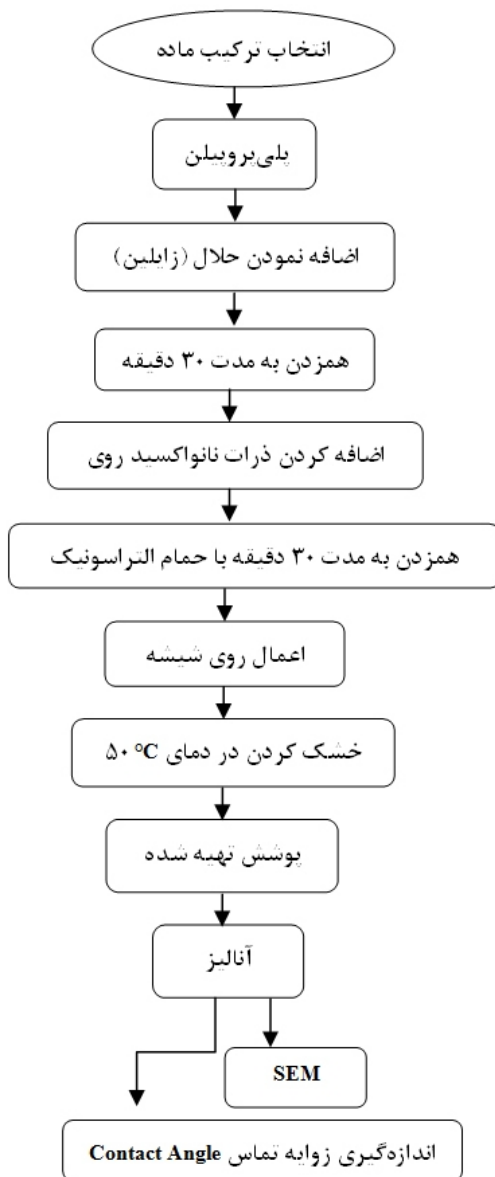 انتخاب ترکیب ماده
پلی‌پروپیلن
اضافه نمودن حلال (زایلین)
همزدن به مدت ۳۰ دقیقه
اضافه کردن ذرات نانواکسید روی
همزدن به مدت ۳۰ دقیقه با حمام التراسونیک
اعمال روی شیشه
خشک کردن در دمای ۵۰ °C
پوشش تهیه شده
آنالیز
SEM
اندازه‌گیری زوایه تماس Contact Angle